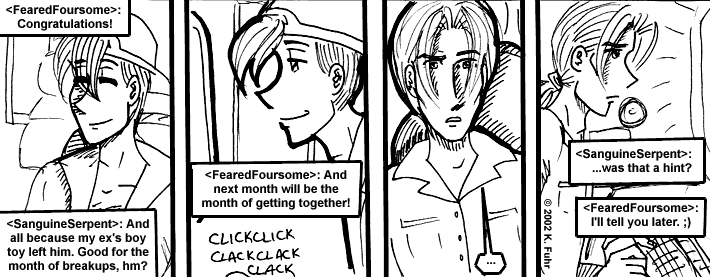 <FearedFoursome>:
Congratulations!
<SanguineSerpent>: And
all because my ex's boy
toy left him. Good for the
month of breakups, hm?
<FearedFoursome>: And
next month will be the
month of getting together!
CLICKCLICK
CLACKCLACK
CLACK
...
<SanguineSerpent>:
...was that a hint?
<FearedFoursome>:
I'll tell you later. ;)
© 2002 K. Fuhr